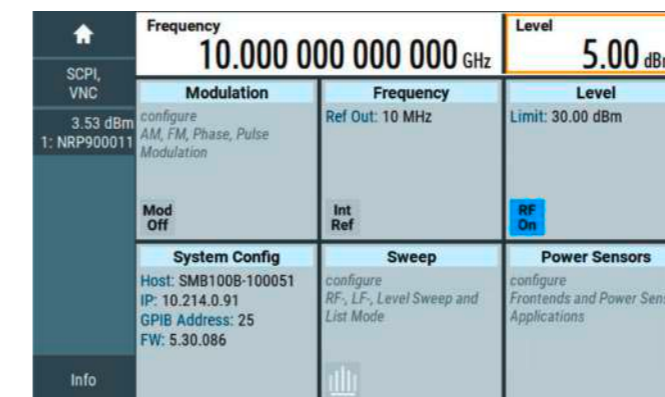 Frequency
10.000 000 000 000 GHz
Level
5.00 dBm
SCPI,
VNC
3.53 dBm
1: NRP900011
Modulation
configure
AM, FM, Phase, Pulse
Modulation
Mod
Off
Frequency
Ref Out: 10 MHz
Int
Ref
Level
Limit: 30.00 dBm
RF
On
System Config
Host: SMB100B-100051
IP: 10.214.0.91
GPIB Address: 25
FW: 5.30.086
Sweep
configure
RF-, LF-, Level Sweep and
List Mode
Power Sensors
configure
Frontends and Power
Applications
Info